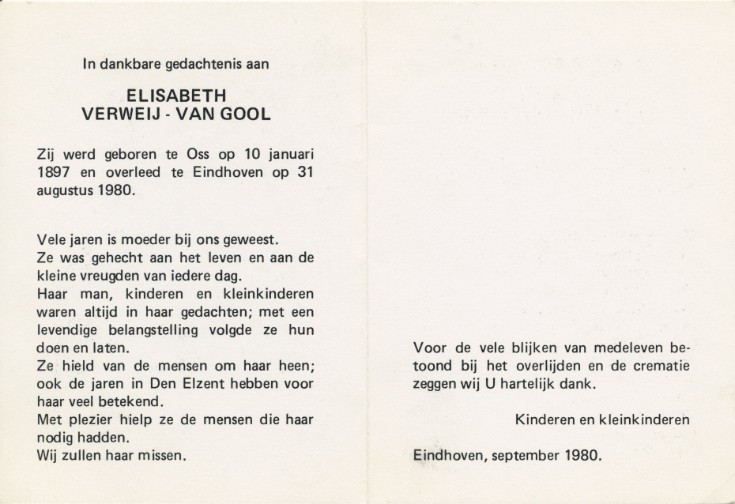 In dankbare gedachtenis aan
ELISABETH
VERWEIJ - VAN GOOL
Zij werd geboren te Oss op 10 januari
1897 en overleed te Eindhoven op 31
augustus 1980.
Vele jaren is moeder bij ons geweest.
Ze was gehecht aan het leven en aan de
kleine vreugden van iedere dag.
Haar man, kinderen en kleinkinderen
waren altijd in haar gedachten; met een
levendige belangstelling volgde ze hun
doen en laten.
Ze hield van de mensen om haar heen;
ook de jaren in Den Elzent hebben voor
haar veel betekend.
Met plezier hielp ze de mensen die haar
nodig hadden.
Wij zullen haar missen.
Voor de vele blijken van medeleven be-
toond bij het overlijden en de crematie
zeggen wij U hartelijk dank.
Kinderen en kleinkinderen
Eindhoven, september 1980.